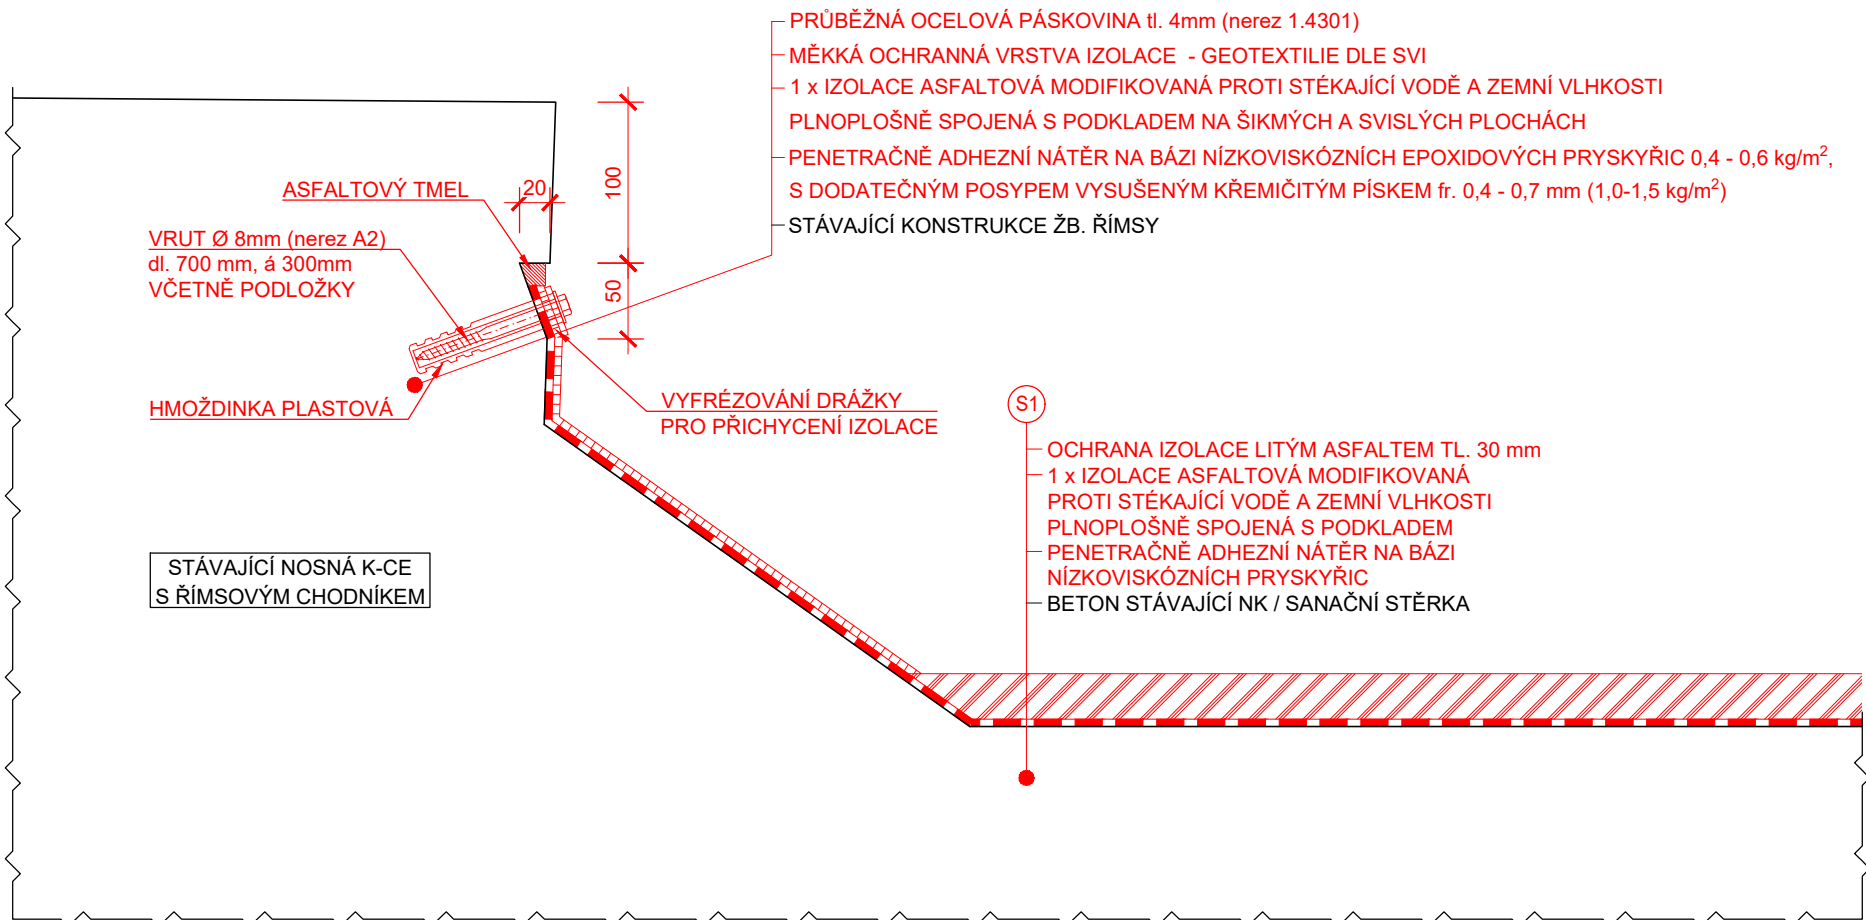 PRŮBĚŽNÁ OCELOVÁ PÁSKOVINA tl. 4mm (nerez 1.4301)
MĚKKÁ OCHRANNÁ VRSTVA IZOLACE - GEOTEXTILIE DLE SVI
1 x IZOLACE ASFALTOVÁ MODIFIKOVANÁ PROTI STÉKAJÍCÍ VODĚ A ZEMNÍ VLHKOSTI
PLNOPLOŠNĚ SPOJENÁ S PODKLADEM NA ŠIKMÝCH A SVISLÝCH PLOCHÁCH
PENETRAČNĚ ADHEZNÍ NÁTĚR NA BÁZI NÍZKOVISKÓZNÍCH EPOXIDOVÝCH PRYSKYŘIC 0,4 - 0,6 kg/m²,
S DODATEČNÝM POSYPEM VYSUŠENÝM KŘEMIČITÝM PÍSKEM fr. 0,4 - 0,7 mm (1,0-1,5 kg/m²)
STÁVAJÍCÍ KONSTRUKCE ŽB. ŘÍMSY
100
20
50
ASFALTOVÝ TMEL
VRUT Ø 8mm (nerez A2)
dl. 700 mm, á 300mm
VČETNĚ PODLOŽKY
HMOŽDINKA PLASTOVÁ
VYFRÉZOVÁNÍ DRÁŽKY
PRO PŘICHYCENÍ IZOLACE
S1
OCHRANA IZOLACE LITÝM ASFALTEM TL. 30 mm
1 x IZOLACE ASFALTOVÁ MODIFIKOVANÁ
PROTI STÉKAJÍCÍ VODĚ A ZEMNÍ VLHKOSTI
PLNOPLOŠNĚ SPOJENÁ S PODKLADEM
PENETRAČNĚ ADHEZNÍ NÁTĚR NA BÁZI
NÍZKOVISKÓZNÍCH PRYSKYŘIC
BETON STÁVAJÍCÍ NK / SANAČNÍ STĚRKA
STÁVAJÍCÍ NOSNÁ K-CE
S ŘÍMSOVÝM CHODNÍKEM